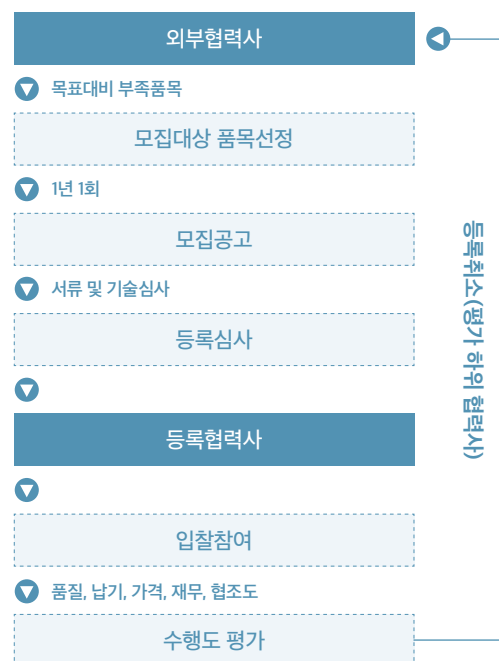 외부협력사
목표대비 부족품목
모집대상 품목선정
1년 1회
모집공고
서류 및 기술심사
등록심사
등록협력사
입찰참여
품질, 납기, 가격, 재무, 협조도
수행도 평가
등록취소(평가 하위 협력사)